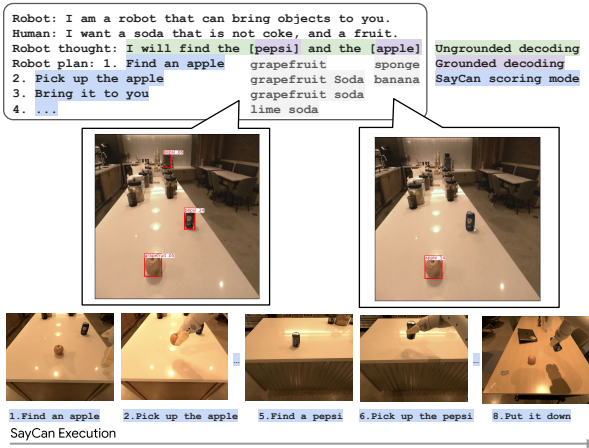 Robot: I am a robot that can bring objects to you.
Human: I want a soda that is not coke, and a fruit.
Robot thought: I will find the [pepsi] and the [apple] Ungrounded decoding
Robot plan: 1. Find an apple grapefruit sponge Grounded decoding
2. Pick up the apple grapefruit Soda banana SayCan scoring mode
3. Bring it to you grapefruit soda
4. ... lime soda
... ...
1.Find an apple 2.Pick up the apple 5.Find a pepsi 6.Pick up the pepsi 8.Put it down
SayCan Execution